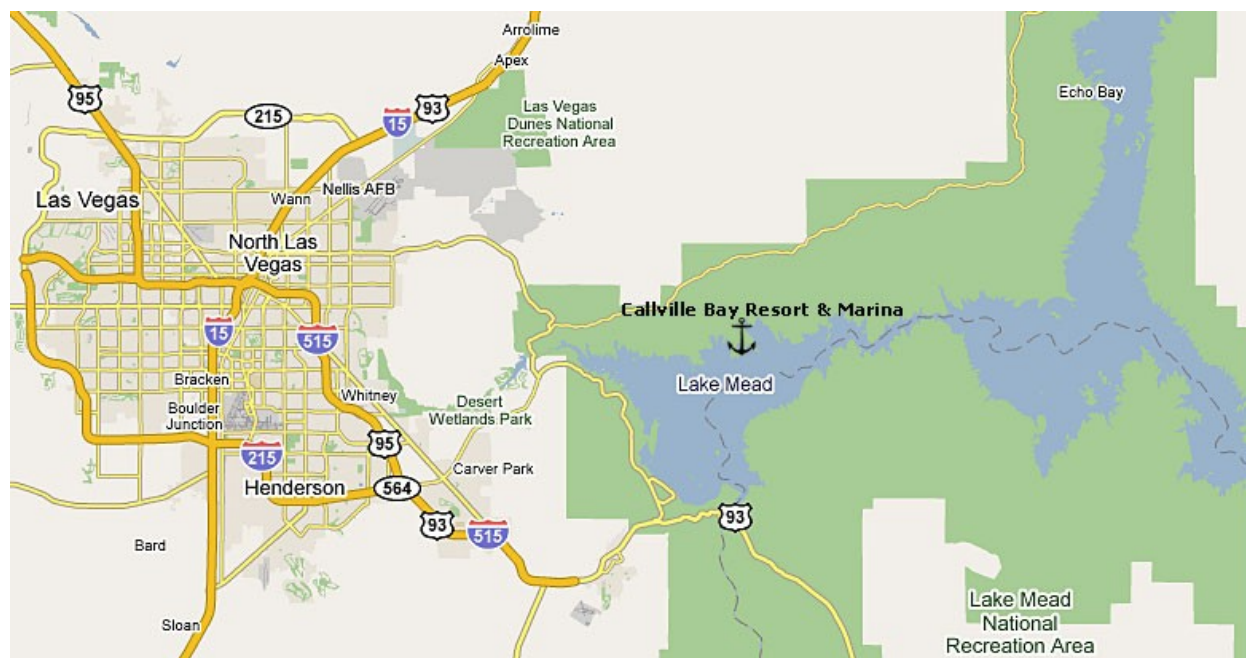 Arrolime
Apex
95
215
15
93
Las Vegas
Dunes National
Recreation Area
Echo Bay
Nellis AFB
Las Vegas
Wann
North Las
Vegas
Callville Bay Resort & Marina
15
515
Bracken
Lake Mead
Whitney
Boulder
Junction
Desert
Wetlands Park
95
215
Carver Park
Henderson
564
93
515
93
Bard
Lake Mead
National
Recreation Area
Sloan